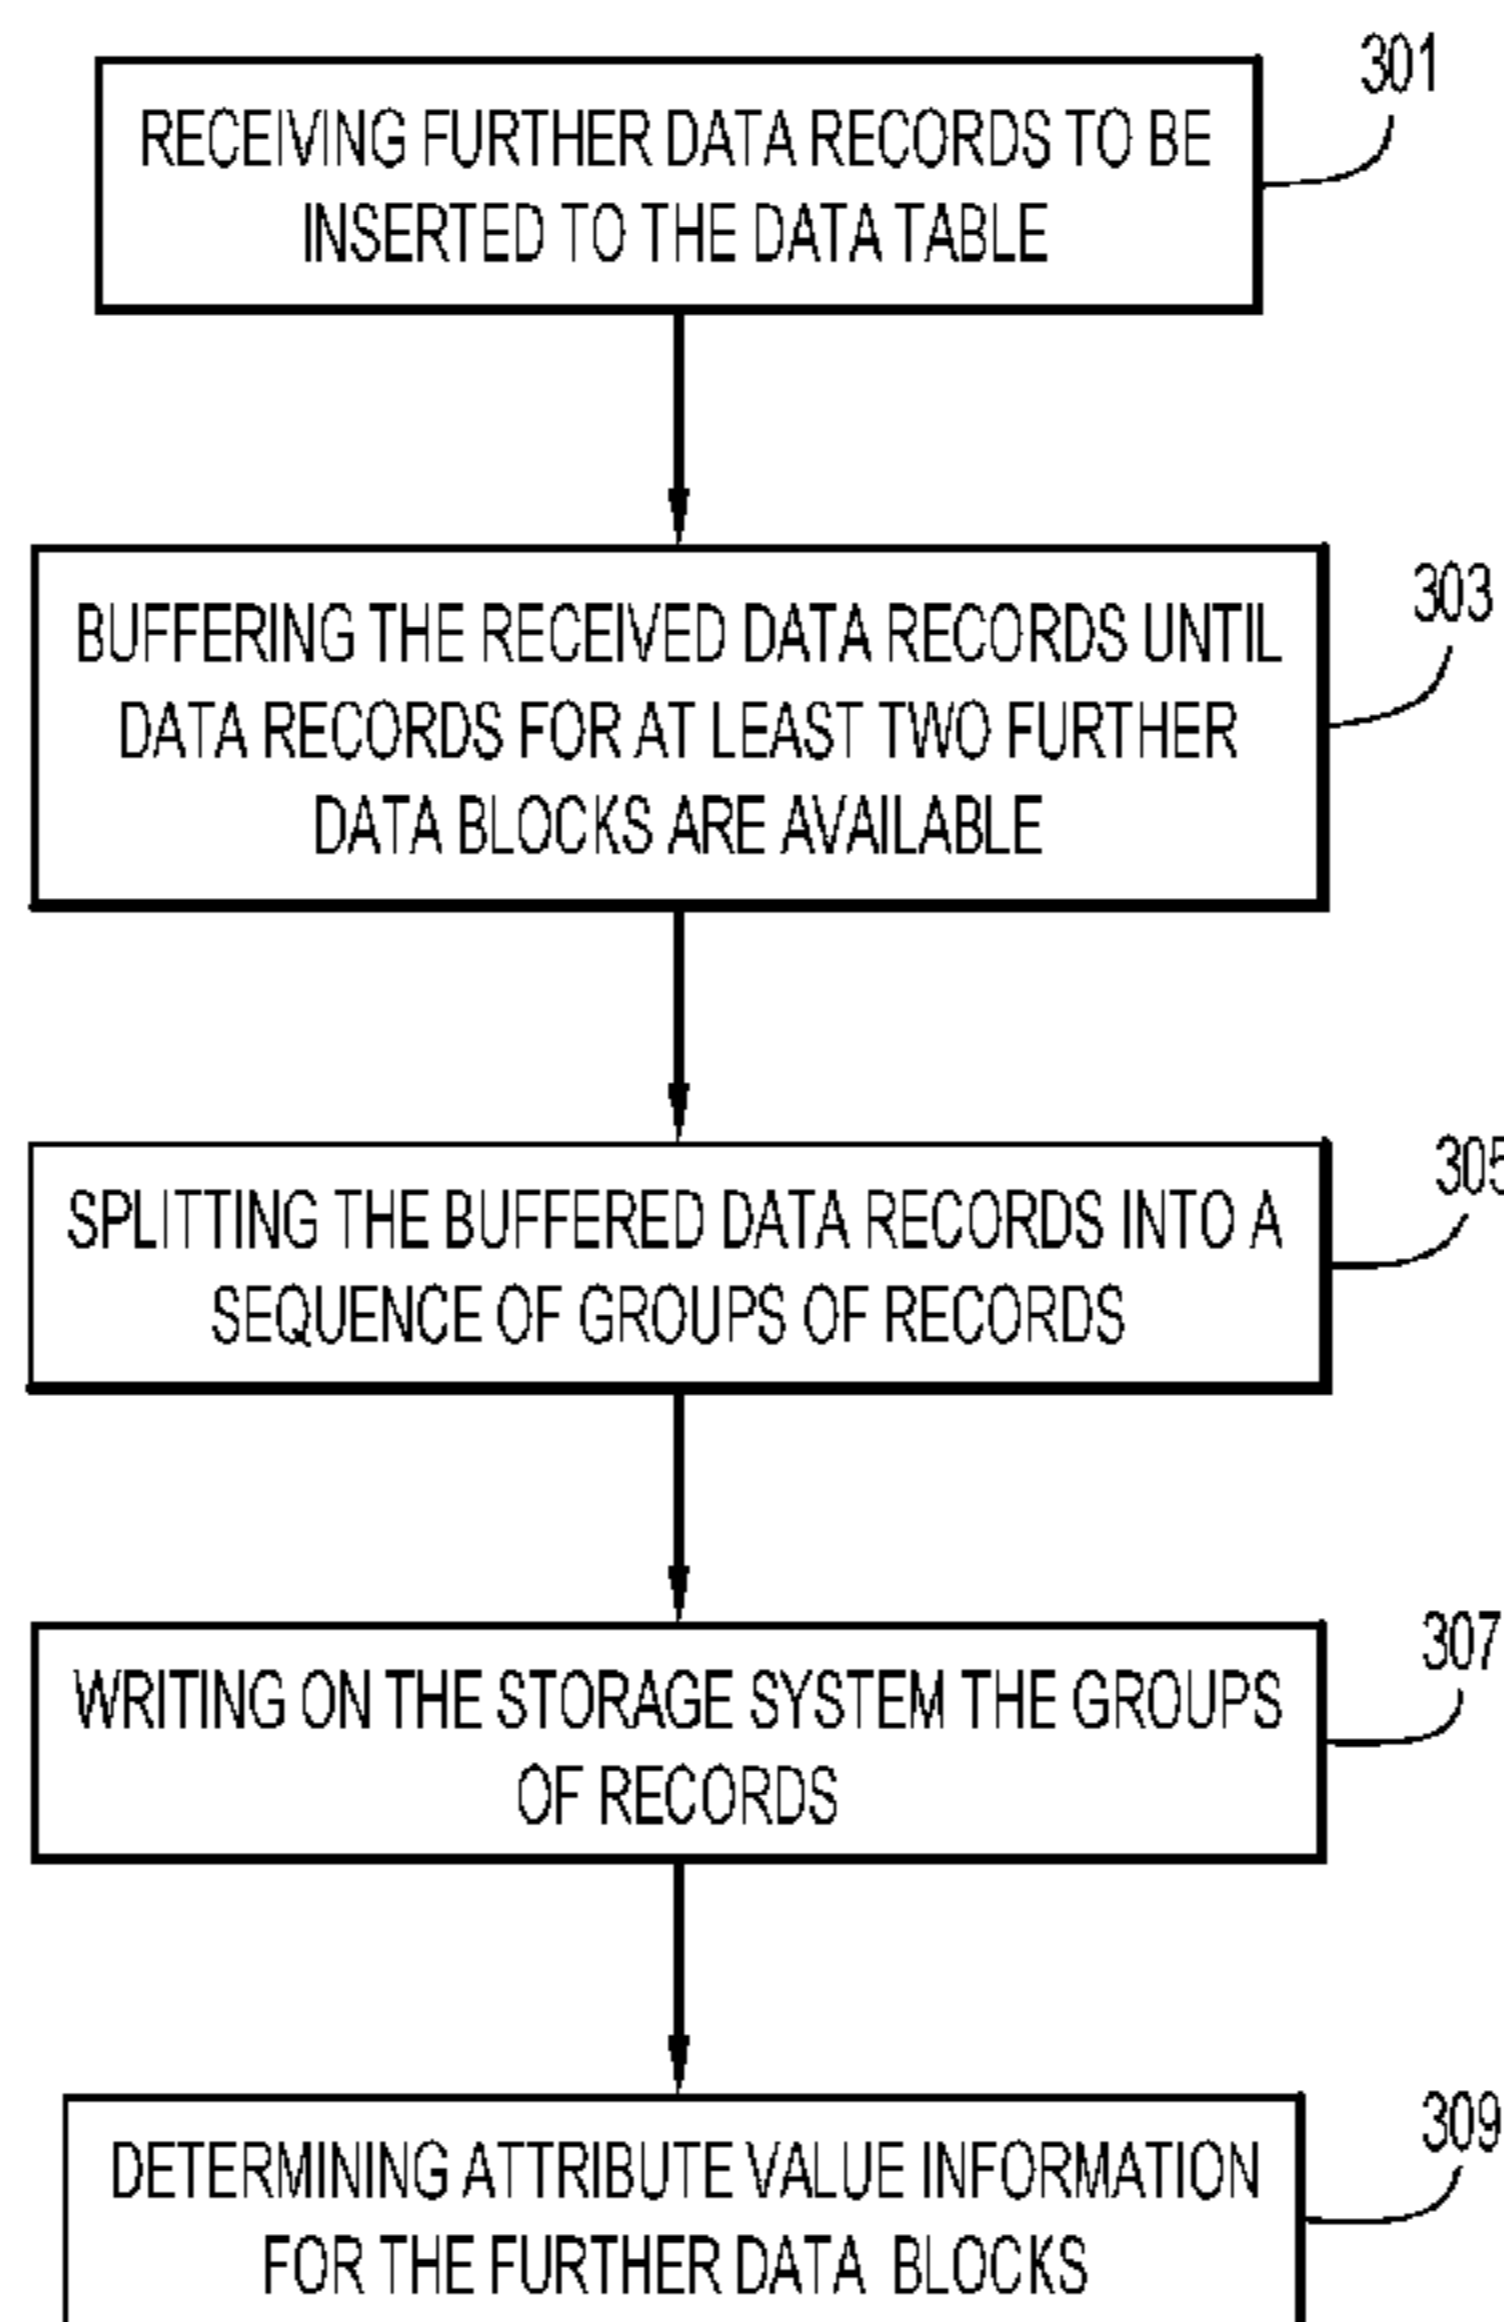 301
RECEIVING FURTHER DATA RECORDS TO BE
INSERTED TO THE DATA TABLE
303
BUFFERING THE RECEIVED DATA RECORDS UNTIL
DATA RECORDS FOR AT LEAST TWO FURTHER
DATA BLOCKS ARE AVAILABLE
305
SPLITTING THE BUFFERED DATA RECORDS INTO A
SEQUENCE OF GROUPS OF RECORDS
307
WRITING ON THE STORAGE SYSTEM THE GROUPS
OF RECORDS
309
DETERMINING ATTRIBUTE VALUE INFORMATION
FOR THE FURTHER DATA BLOCKS